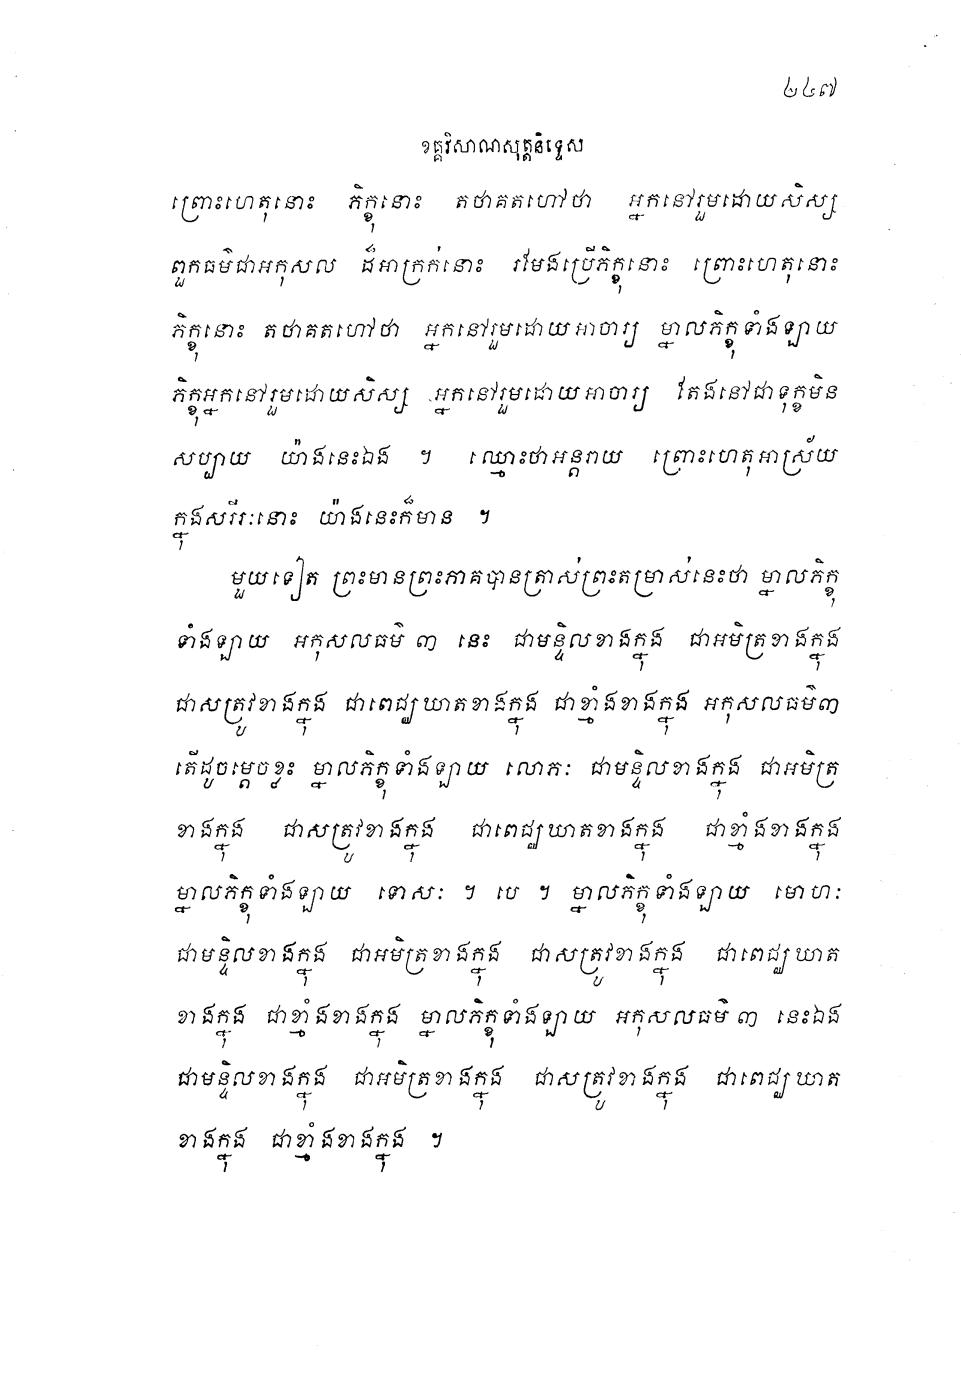 ២៤៧
ខគ្គវិសាណសុត្តនិទ្ទេស
ព្រោះហេតុនោះ ភិក្ខុនោះ តថាគតហៅថា អ្នកនៅរួមដោយសិស្ស
ពួកធម៌ជាអកុសល ដ៏អាក្រក់នោះ រមែងប្រើភិក្ខុនោះ ព្រោះហេតុនោះ
ភិក្ខុនោះ តថាគតហៅថា អ្នកនៅរួមដោយអាចារ្យ ម្នាលភិក្ខុទាំងឡាយ
ភិក្ខុអ្នកនៅរួមដោយសិស្ស អ្នកនៅរួមដោយអាចារ្យ តែងនៅជាទុក្ខមិន
សប្បាយ យ៉ាងនេះឯង ។ ឈ្មោះថាអន្តរាយ ព្រោះហេតុអាស្រ័យ
ក្នុងសរីរៈនោះ យ៉ាងនេះក៏មាន ។
មួយទៀត ព្រះមានព្រះភាគបានត្រាស់ព្រះតម្រាស់នេះថា ម្នាលភិក្ខុ
ទាំងឡាយ អកុសលធម៌ ៣ នេះ ជាមន្ទិលខាងក្នុង ជាអមិត្រខាងក្នុង
ជាសត្រូវខាងក្នុង ជាពេជ្ឈឃាតខាងក្នុង ជាខ្មាំងខាងក្នុង អកុសលធម៌៣
តើដូចម្តេចខ្លះ ម្នាលភិក្ខុទាំងឡាយ លោភៈ ជាមន្ទិលខាងក្នុង ជាអមិត្រ
ខាងក្នុង ជាសត្រូវខាងក្នុង ជាពេជ្ឈឃាតខាងក្នុង ជាខ្មាំងខាងក្នុង
ម្នាលភិក្ខុទាំងឡាយ ទោសៈ ។ បេ ។ ម្នាលភិក្ខុទាំងឡាយ មោហៈ
ជាមន្ទិលខាងក្នុង ជាអមិត្រខាងក្នុង ជាសត្រូវខាងក្នុង ជាពេជ្ឈឃាត
ខាងក្នុង ជាខ្មាំងខាងក្នុង ម្នាលភិក្ខុទាំងឡាយ អកុសលធម៌ ៣ នេះឯង
ជាមន្ទិលខាងក្នុង ជាអមិត្រខាងក្នុង ជាសត្រូវខាងក្នុង ជាពេជ្ឈឃាត
ខាងក្នុង ជាខ្មាំងខាងក្នុង ។